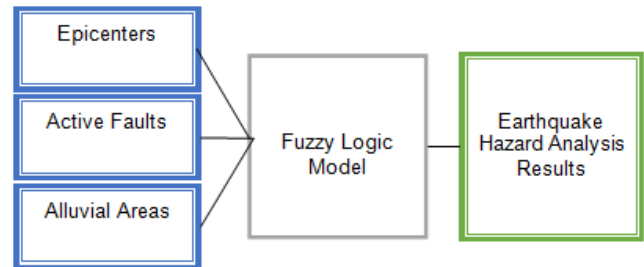 Epicenters
Active Faults
Alluvial Areas
Fuzzy Logic
Model
Earthquake
Hazard Analysis
Results